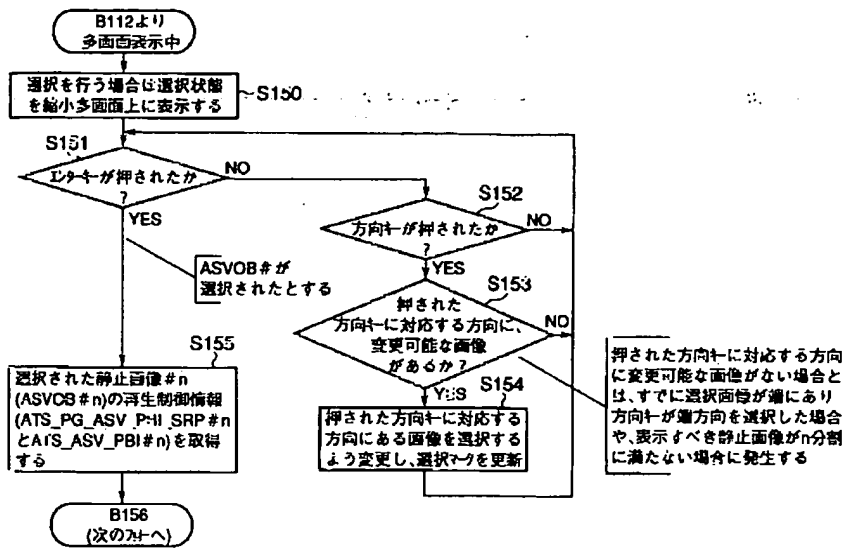 B112より
多画面表示中
選択を行う場合は選択状態
を縮小多画面上に表示する
S150
S151
エンターキーが押されたか
?
NO
YES
S152
方向キーが押されたか
?
NO
YES
ASVOB#が
選択されたとする
S153
押された
方向キーに対応する方向に、
変更可能な画像
があるか?
NO
YES
S154
押された方向キーに対応する
方向にある画像を選択する
よう変更し、選択マークを更新
押された方向キーに対応する方向
に変更可能な画像がない場合と
は、すでに選択画像が端にあり
方向キーが端方向を選択した場合
や、表示すべき静止画像がn分割
に満たない場合に発生する
S155
選択された静止画像#n
(ASVOB#n)の再生制御情報
(ATS_PG_ASV_PBI_SRP#n
とATS_ASV_PBI#n)を取得
する
B156
(次のフローへ)